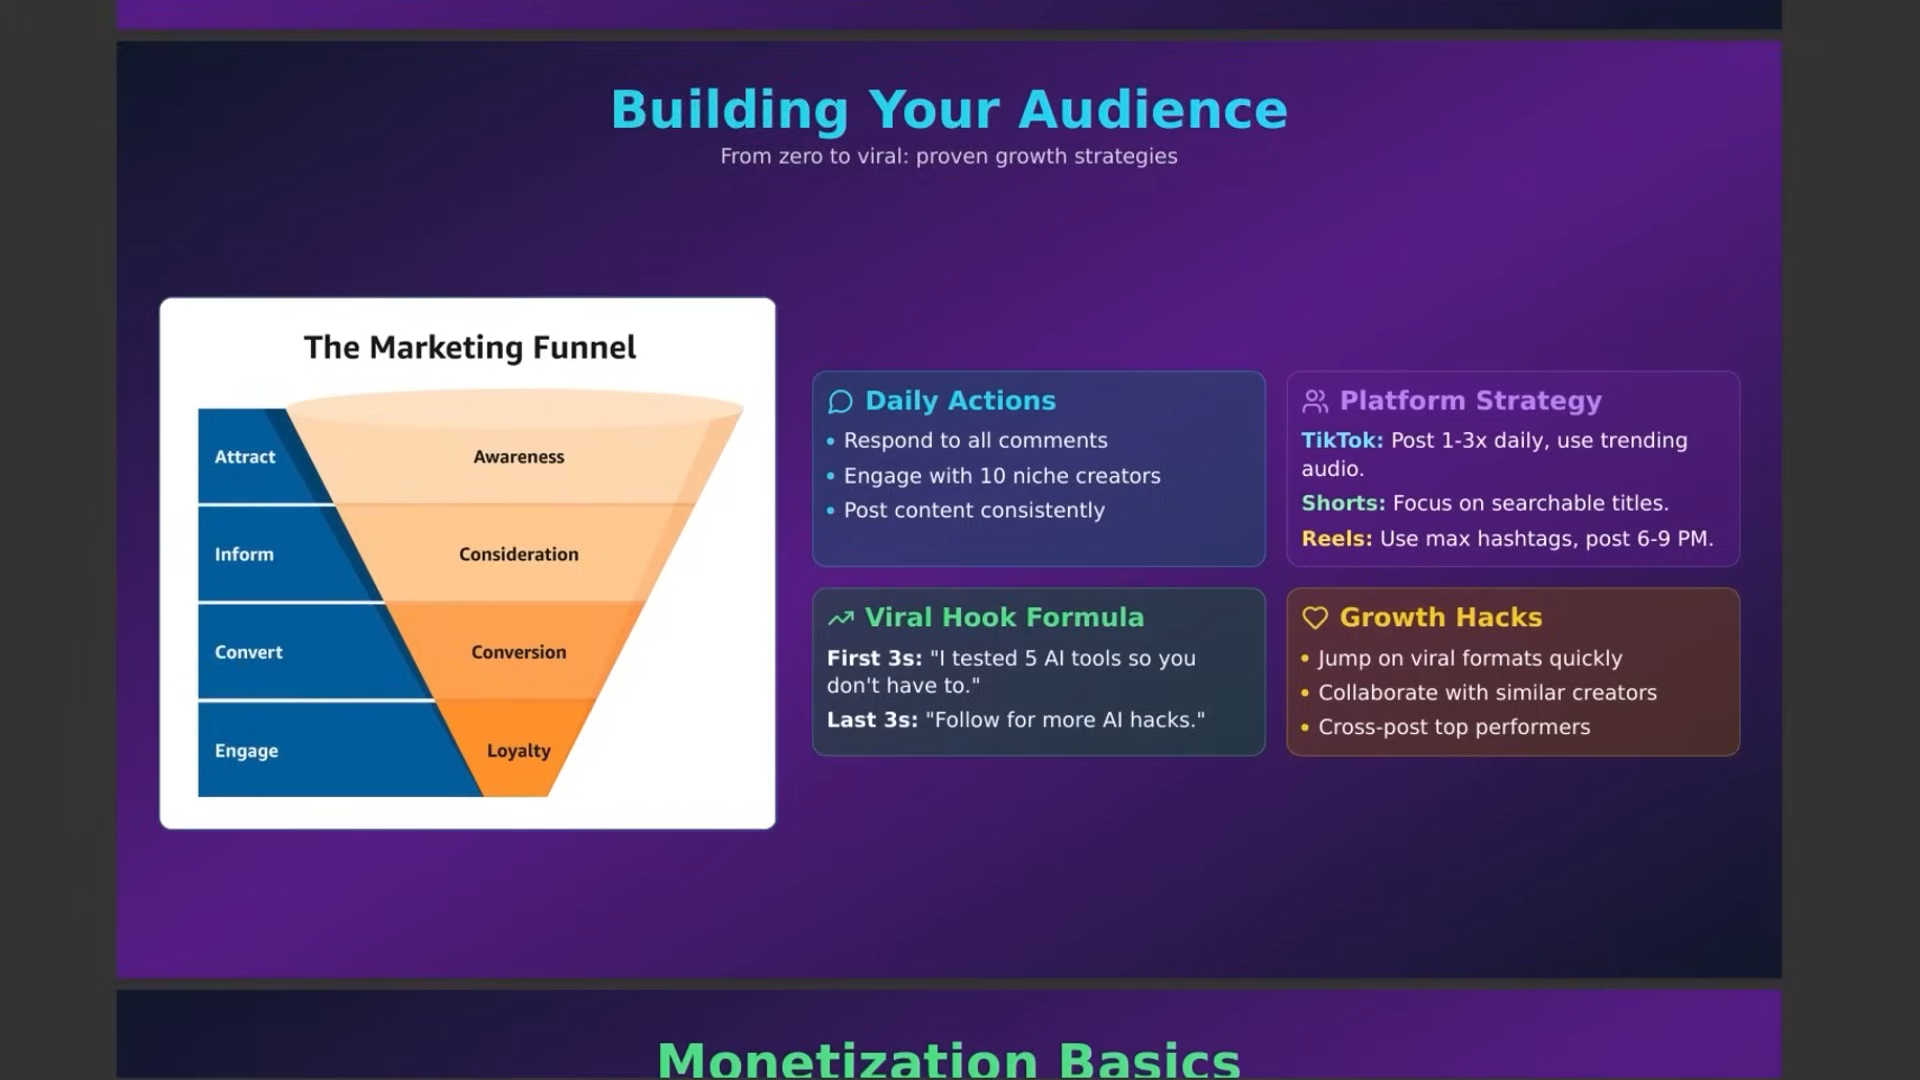 Building Your Audience
From zero to viral: proven growth strategies
The Marketing Funnel
Attract
Awareness
Inform
Consideration
Convert
Conversion
Engage
Loyalty
Daily Actions
• Respond to all comments
• Engage with 10 niche creators
• Post content consistently
Platform Strategy
TikTok: Post 1-3x daily, use trending
audio.
Shorts: Focus on searchable titles.
Reels: Use max hashtags, post 6-9 PM.
Viral Hook Formula
First 3s: "I tested 5 AI tools so you
don't have to."
Last 3s: "Follow for more AI hacks."
Growth Hacks
• Jump on viral formats quickly
• Collaborate with similar creators
• Cross-post top performers
Monetization Basics